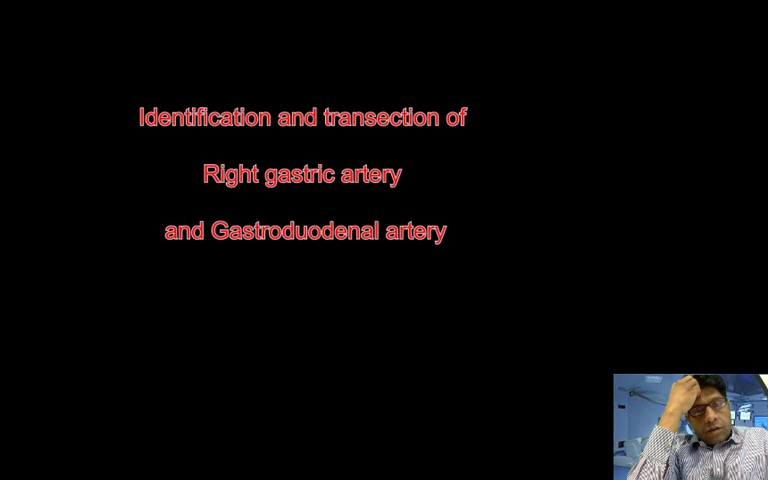 Identification and transection of
Right gastric artery
and Gastroduodenal artery